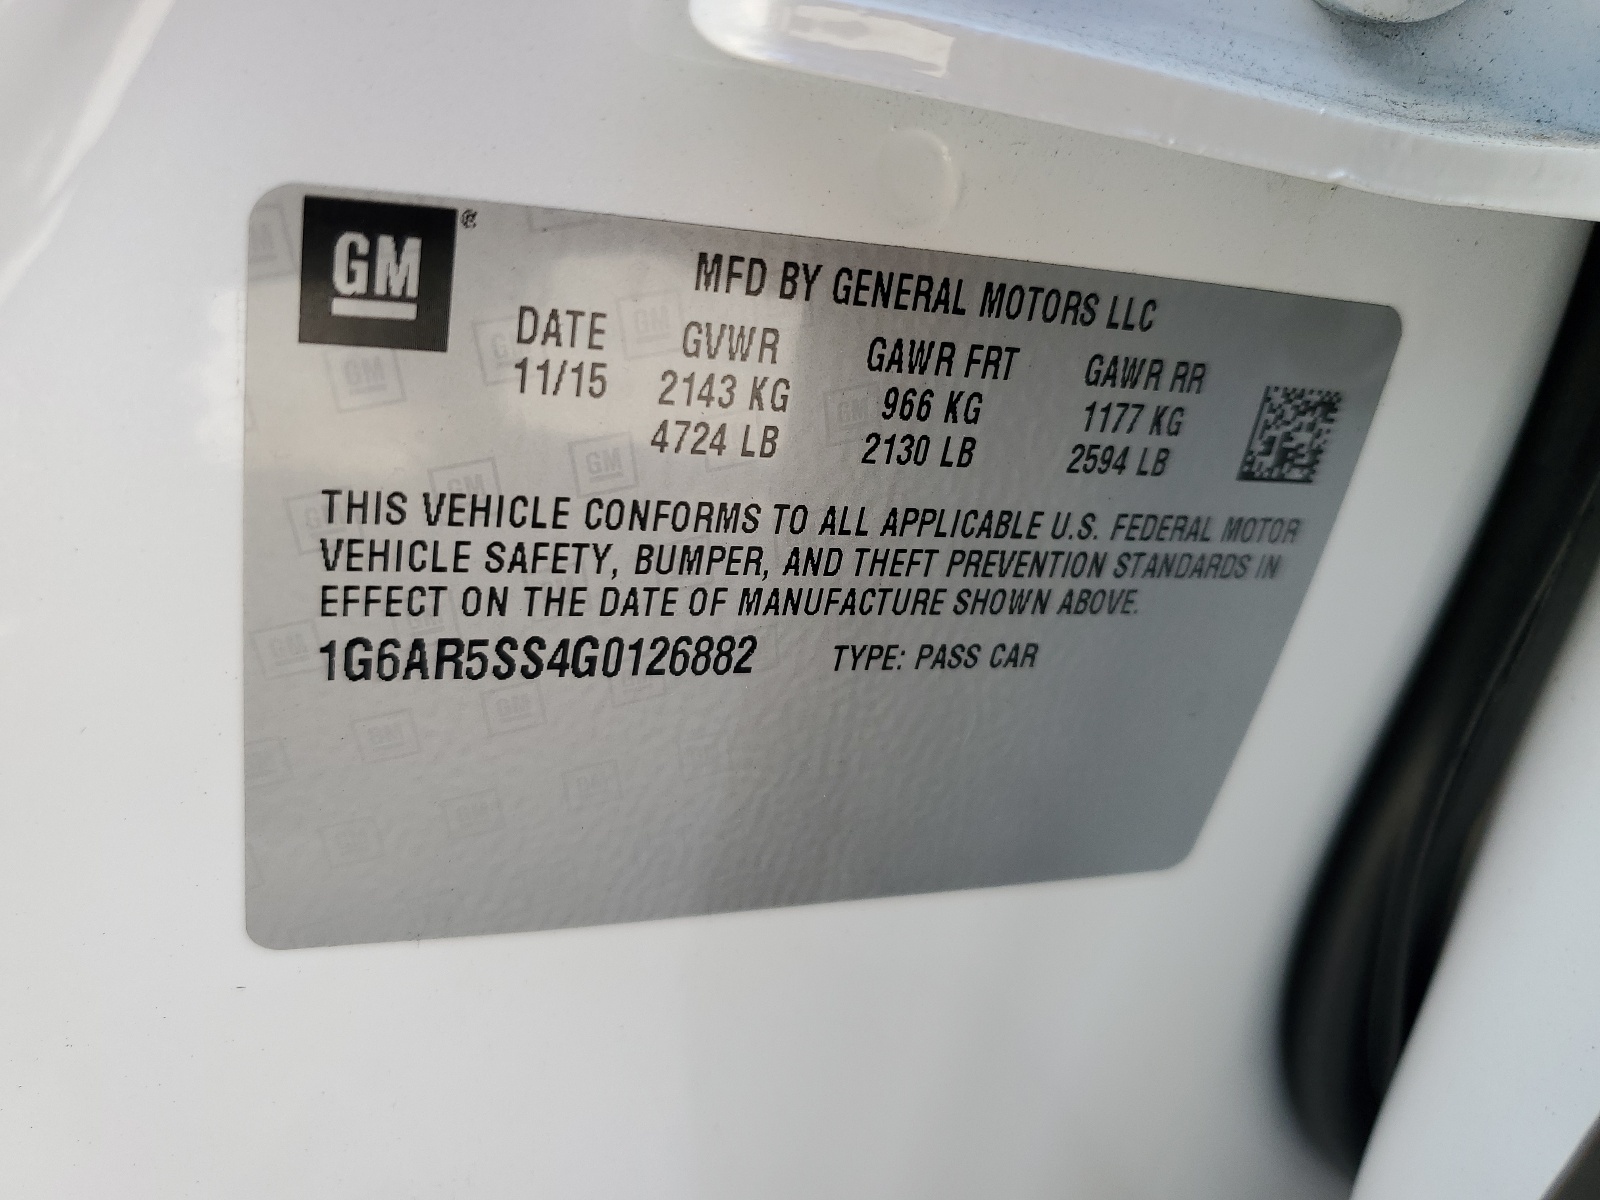 GM
MFD BY GENERAL MOTORS LLC
DATE GVWR GAWR FRT GAWR RR
11/15 2143 KG 966 KG 1177 KG
4724 LB 2130 LB 2594 LB
THIS VEHICLE CONFORMS TO ALL APPLICABLE U.S. FEDERAL MOTOR
VEHICLE SAFETY, BUMPER, AND THEFT PREVENTION STANDARDS IN
EFFECT ON THE DATE OF MANUFACTURE SHOWN ABOVE.
1G6AR5SS4G0126882 TYPE: PASS CAR